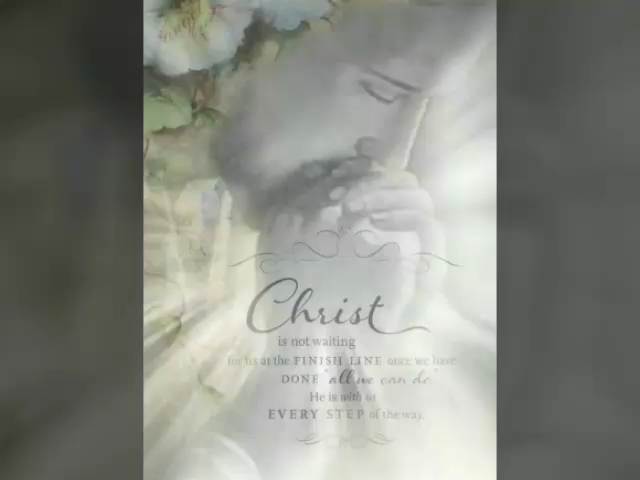 Christ
is not waiting
for us at the FINISH LINE once we have
DONE "all we can do"
He is with us
EVERY STEP of the way.